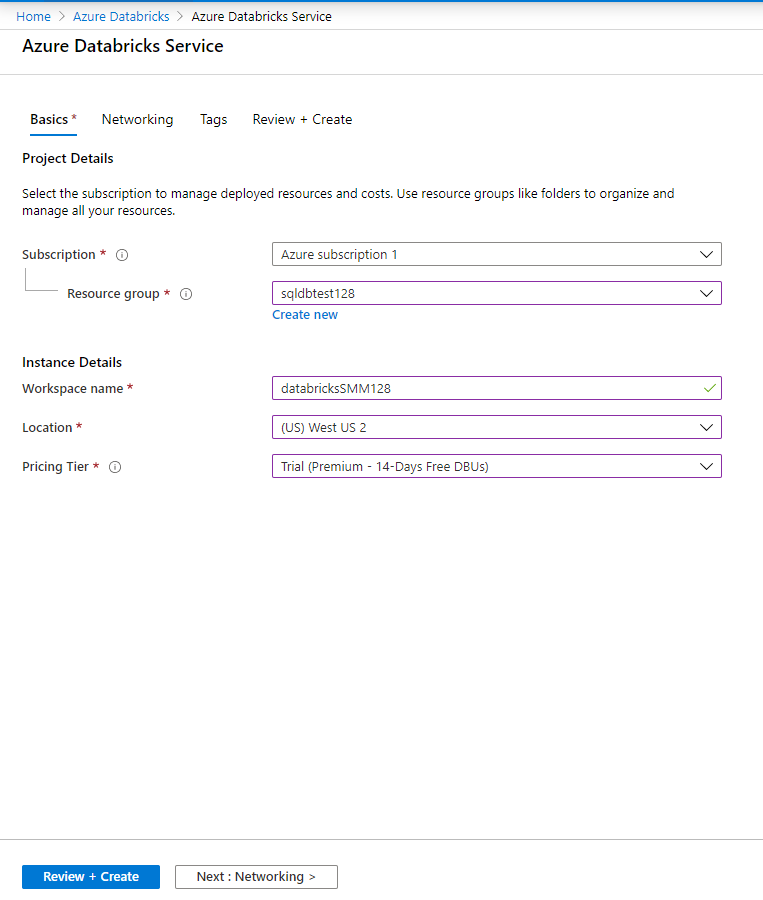 Home > Azure Databricks > Azure Databricks Service
Azure Databricks Service
Basics * Networking Tags Review + Create
Project Details
Select the subscription to manage deployed resources and costs. Use resource groups like folders to organize and
manage all your resources.
Subscription * Azure subscription 1
Resource group * sqldbtest128
Create new
Instance Details
Workspace name * databricksSMM128
Location * (US) West US 2
Pricing Tier * Trial (Premium - 14-Days Free DBUs)
Review + Create Next : Networking >